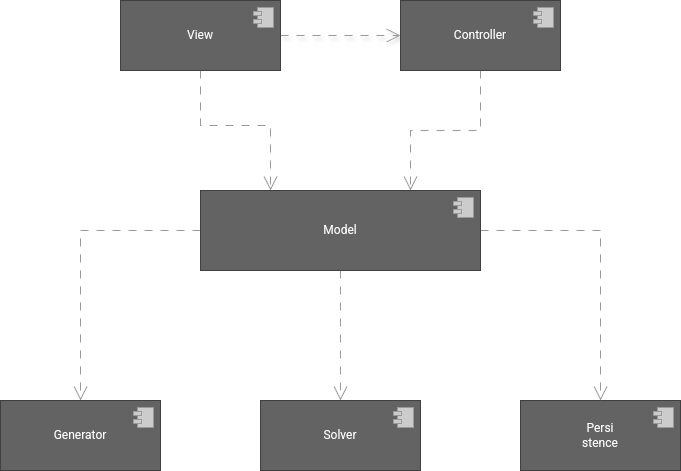 View
Controller
Model
Generator
Solver
Persi
stence